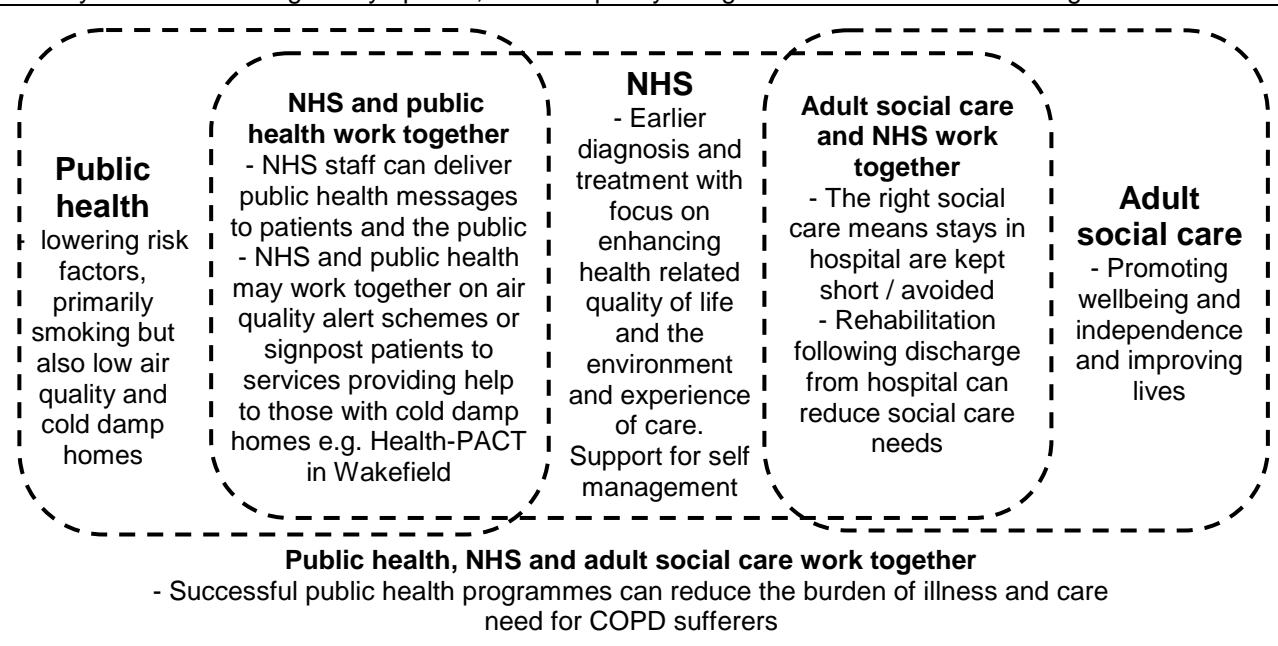 Public
health
- lowering risk
factors,
primarily
smoking but
also low air
quality and
cold damp
homes
NHS and public
health work together
- NHS staff can deliver
public health messages
to patients and the public
- NHS and public health
may work together on air
quality alert schemes or
signpost patients to
services providing help
to those with cold damp
homes e.g. Health-PACT
in Wakefield
NHS
- Earlier
diagnosis and
treatment with
focus on
enhancing
health related
quality of life
and the
environment
and experience
of care.
Support for self
management
Adult social care
and NHS work
together
- The right social
care means stays in
hospital are kept
short / avoided
- Rehabilitation
following discharge
from hospital can
reduce social care
needs
Adult
social care
- Promoting
wellbeing and
independence
and improving
lives
Public health, NHS and adult social care work together
- Successful public health programmes can reduce the burden of illness and care
need for COPD sufferers